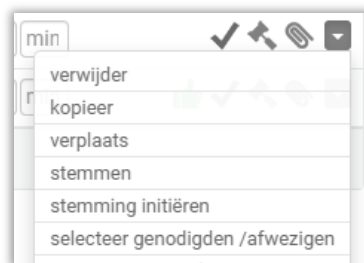 min
verwijder
kopieer
verplaats
stemmen
stemming initiëren
selecteer genodigden /afwezigen